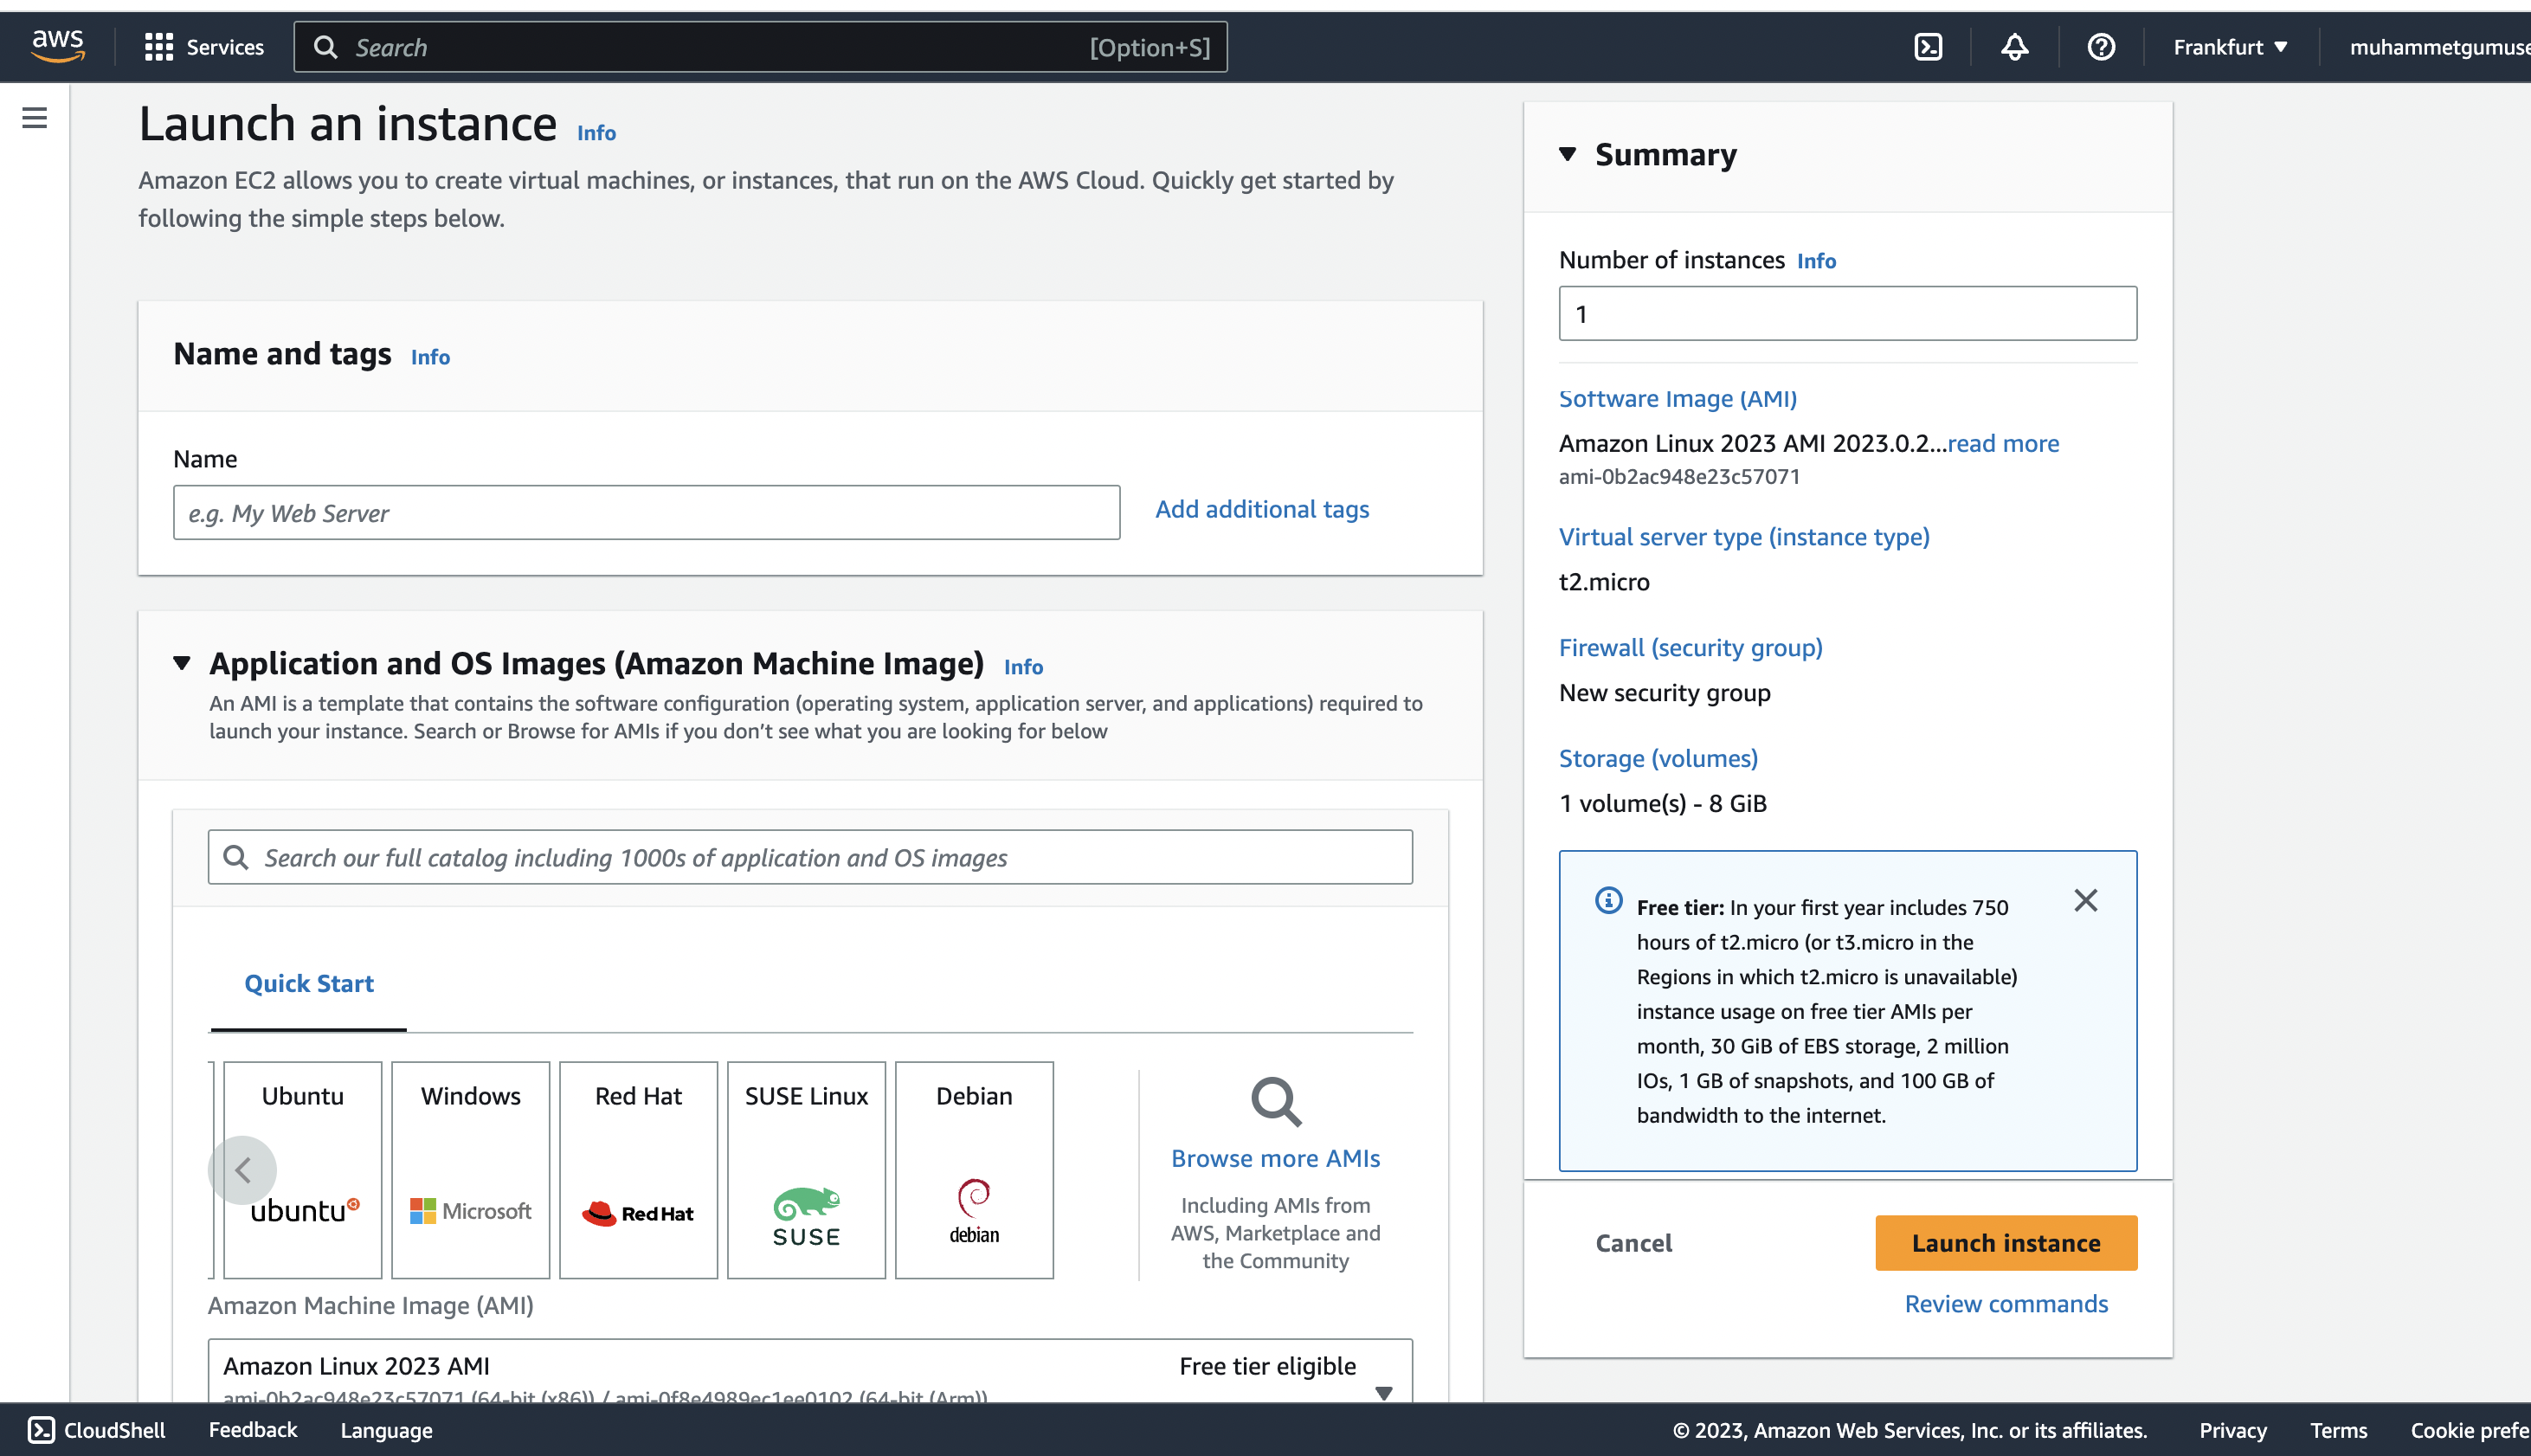 aws
Services
Search
[Option+S]
Frankfurt
muhammetgumuse
Launch an instance Info
Amazon EC2 allows you to create virtual machines, or instances, that run on the AWS Cloud. Quickly get started by
following the simple steps below.
Name and tags Info
Name
e.g. My Web Server
Add additional tags
Application and OS Images (Amazon Machine Image) Info
An AMI is a template that contains the software configuration (operating system, application server, and applications) required to
launch your instance. Search or Browse for AMIs if you don't see what you are looking for below
Search our full catalog including 1000s of application and OS images
Quick Start
Ubuntu
ubuntu
Windows
Microsoft
Red Hat
Red Hat
SUSE Linux
SUSE
Debian
debian
Browse more AMIs
Including AMIs from
AWS, Marketplace and
the Community
Amazon Machine Image (AMI)
Amazon Linux 2023 AMI
Free tier eligible
ami-0b2ac948e23c57071 (64-bit (x86)) / ami-0f8e4989ec1ee0102 (64-bit (Arm))
Summary
Number of instances Info
1
Software Image (AMI)
Amazon Linux 2023 AMI 2023.0.2...read more
ami-0b2ac948e23c57071
Virtual server type (instance type)
t2.micro
Firewall (security group)
New security group
Storage (volumes)
1 volume(s) - 8 GiB
Free tier: In your first year includes 750
hours of t2.micro (or t3.micro in the
Regions in which t2.micro is unavailable)
instance usage on free tier AMIs per
month, 30 GiB of EBS storage, 2 million
IOs, 1 GB of snapshots, and 100 GB of
bandwidth to the internet.
Cancel
Launch instance
Review commands
CloudShell
Feedback
Language
© 2023, Amazon Web Services, Inc. or its affiliates.
Privacy
Terms
Cookie prefe